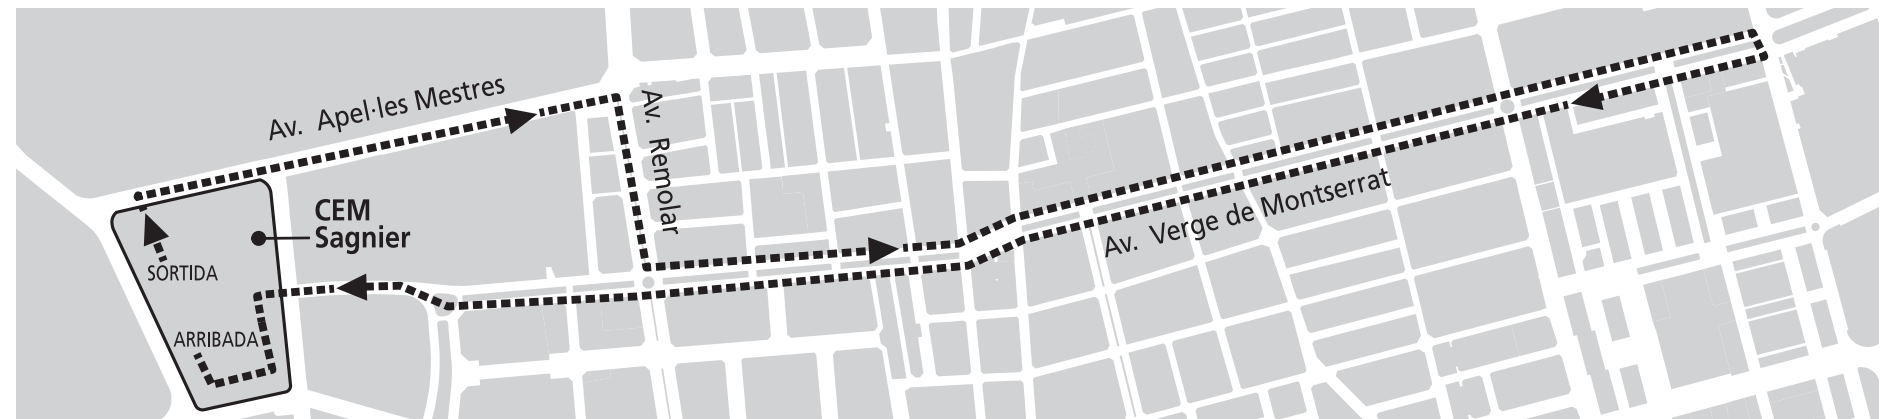 Av. Apel·les Mestres
Av. Remolar
CEM
Sagnier
SORTIDA
Av. Verge de Montserrat
ARRIBADA